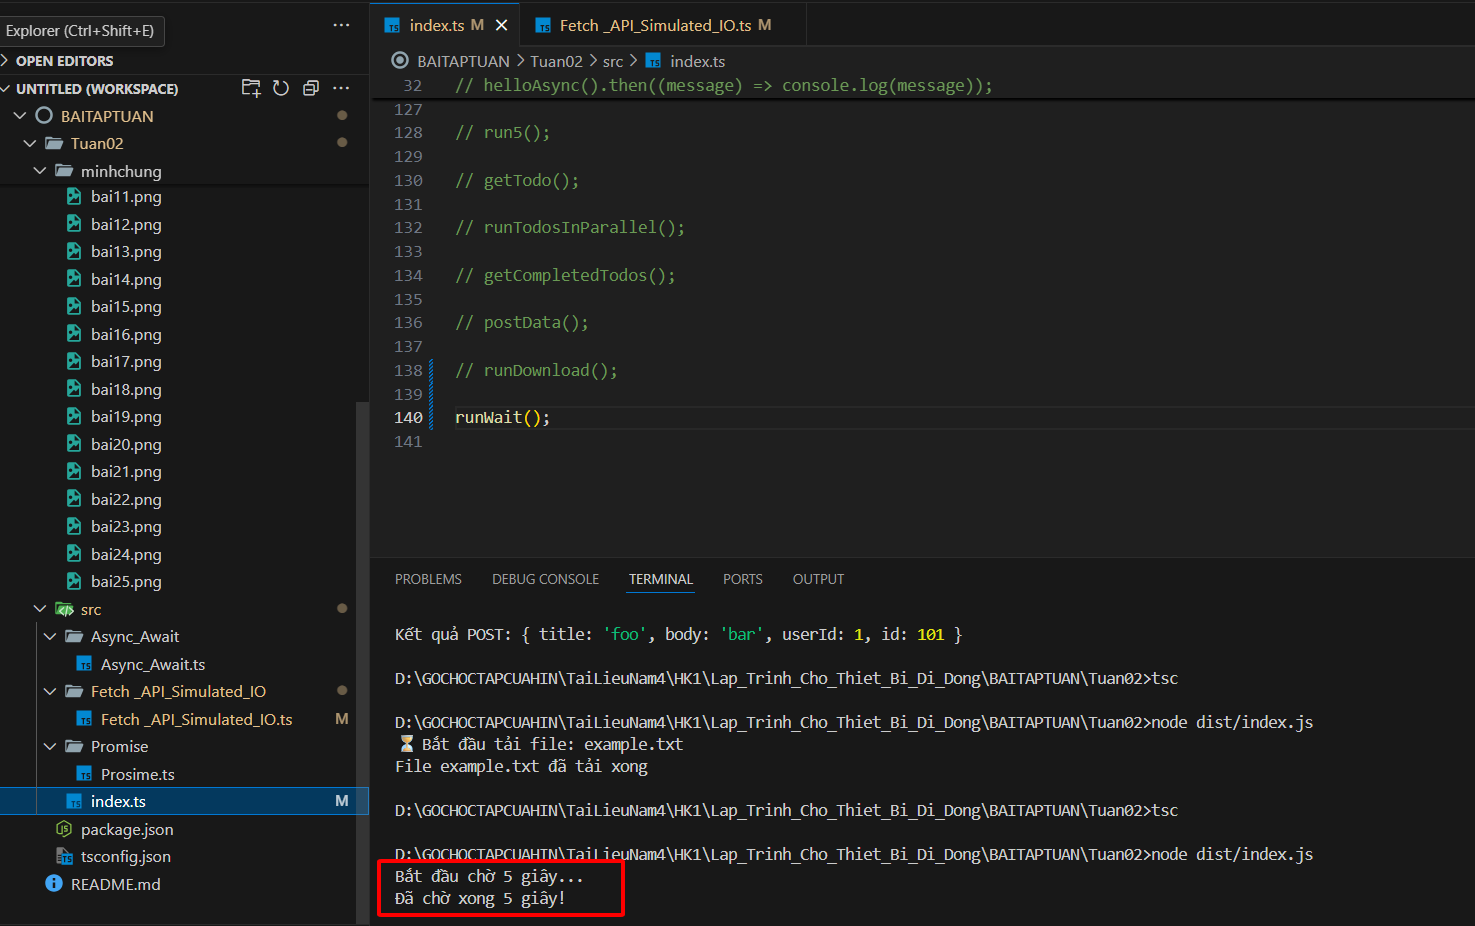 Explorer (Ctrl+Shift+E)
OPEN EDITORS
UNTITLED (WORKSPACE)
BAITAPTUAN
Tuan02
minhchung
bai11.png
bai12.png
bai13.png
bai14.png
bai15.png
bai16.png
bai17.png
bai18.png
bai19.png
bai20.png
bai21.png
bai22.png
bai23.png
bai24.png
bai25.png
src
Async_Await
Async_Await.ts
Fetch _API_Simulated_IO
Fetch _API_Simulated_IO.ts M
Promise
Prosime.ts
index.ts M
package.json
tsconfig.json
README.md
index.ts M
Fetch _API_Simulated_IO.ts M
BAITAPTUAN > Tuan02 > src > index.ts
32 // helloAsync().then((message) => console.log(message));
127
128 // run5();
129
130 // getTodo();
131
132 // runTodosInParallel();
133
134 // getCompletedTodos();
135
136 // postData();
137
138 // runDownload();
139
140 runWait();
141
PROBLEMS DEBUG CONSOLE TERMINAL PORTS OUTPUT
Kết quả POST: { title: 'foo', body: 'bar', userId: 1, id: 101 }
D:\GOCHOCTAPCUAHIN\TaiLieuNam4\HK1\Lap_Trinh_Cho_Thiet_Bi_Di_Dong\BAITAPTUAN\Tuan02>tsc
D:\GOCHOCTAPCUAHIN\TaiLieuNam4\HK1\Lap_Trinh_Cho_Thiet_Bi_Di_Dong\BAITAPTUAN\Tuan02>node dist/index.js
⏳ Bắt đầu tải file: example.txt
File example.txt đã tải xong
D:\GOCHOCTAPCUAHIN\TaiLieuNam4\HK1\Lap_Trinh_Cho_Thiet_Bi_Di_Dong\BAITAPTUAN\Tuan02>tsc
D:\GOCHOCTAPCUAHIN\TaiLieuNam4\HK1\Lap_Trinh_Cho_Thiet_Bi_Di_Dong\BAITAPTUAN\Tuan02>node dist/index.js
Bắt đầu chờ 5 giây...
Đã chờ xong 5 giây!